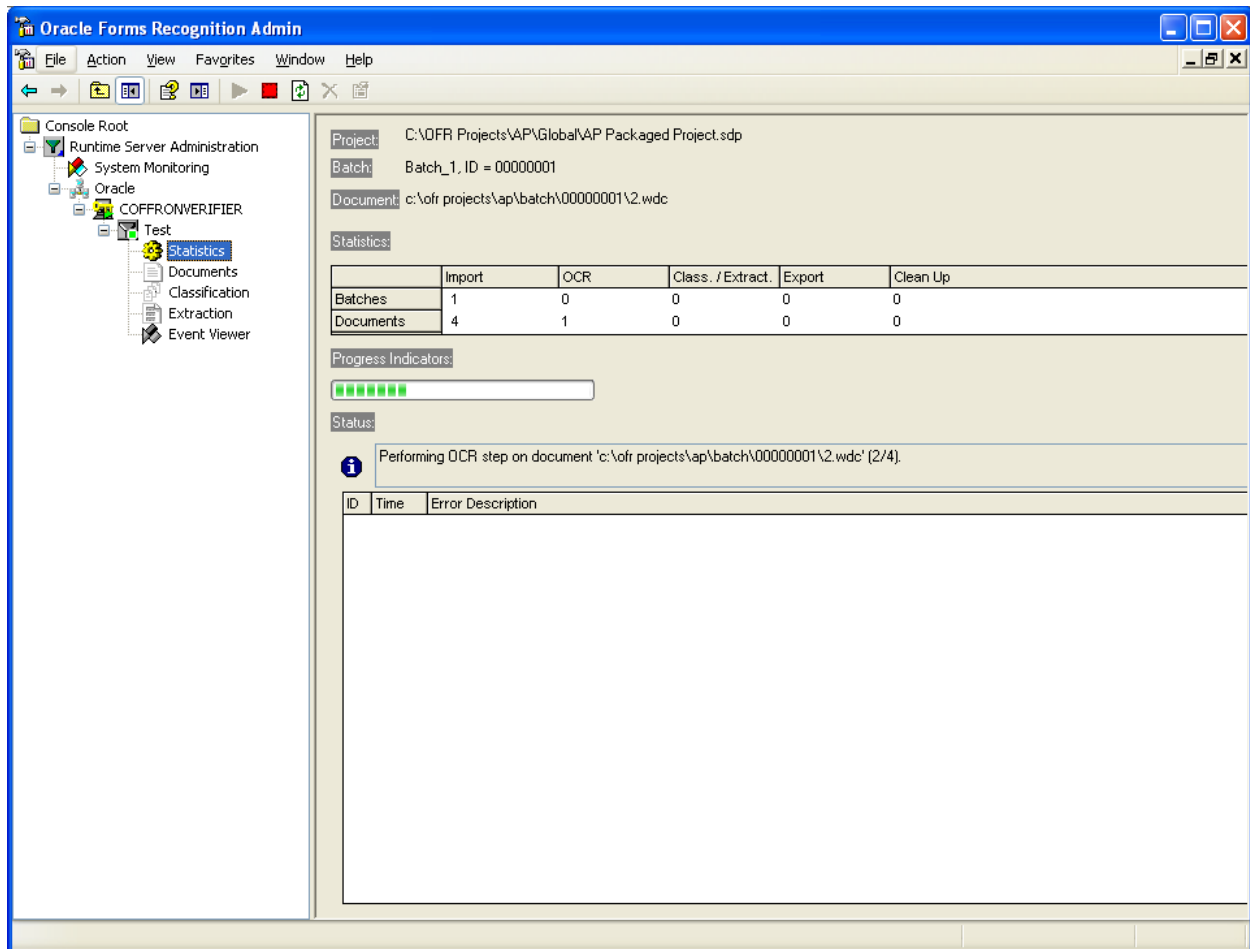 Oracle Forms Recognition Admin
File Action View Favorites Window Help
Console Root
Runtime Server Administration
System Monitoring
Oracle
COFFRONVERIFIER
Test
Statistics
Documents
Classification
Extraction
Event Viewer
Project: C:\OFR Projects\AP\Global\AP Packaged Project.sdp
Batch: Batch_1, ID = 00000001
Document: c:\ofr projects\ap\batch\00000001\2.wdc
Statistics:
Import OCR Class. / Extract. Export Clean Up
Batches 1 0 0 0 0
Documents 4 1 0 0 0
Progress Indicators:
Status:
Performing OCR step on document 'c:\ofr projects\ap\batch\00000001\2.wdc' (2/4).
ID Time Error Description